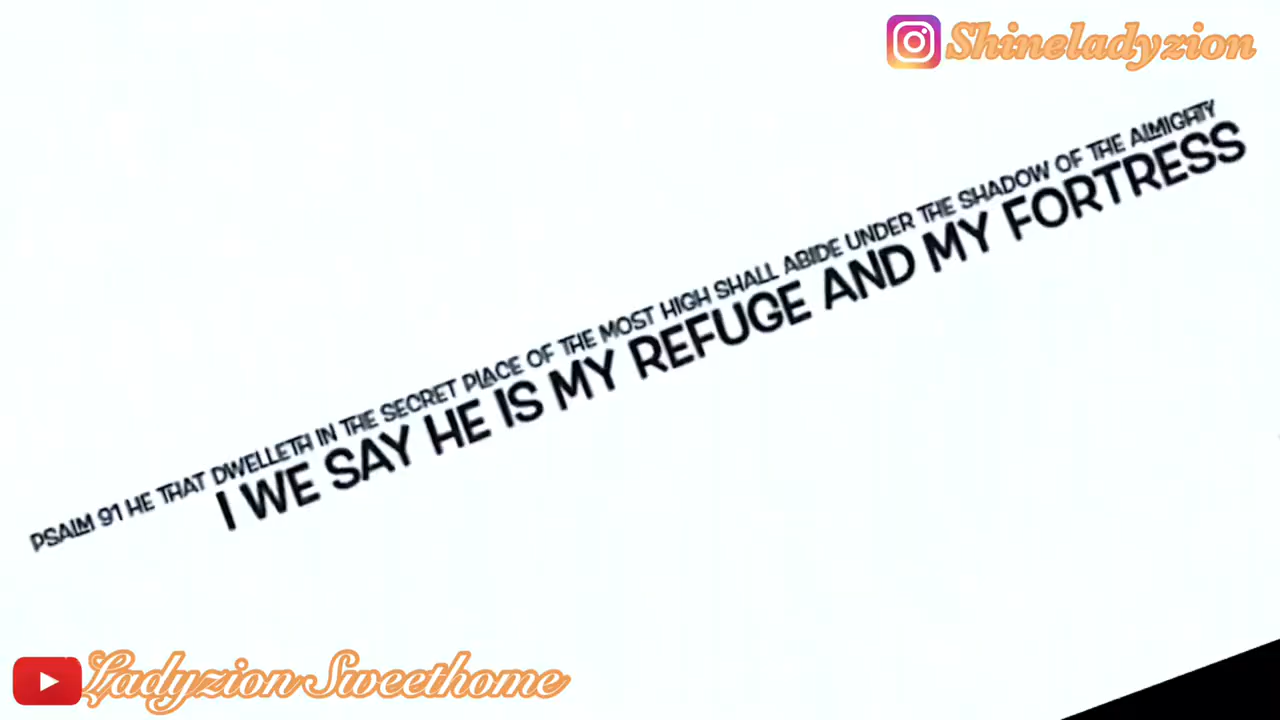 Shineladyzion
PSALM 91 HE THAT DWELLETH IN THE SECRET PLACE OF THE MOST HIGH SHALL ABIDE UNDER THE SHADOW OF THE ALMIGHTY
I WE SAY HE IS MY REFUGE AND MY FORTRESS
Ladyzion Sweethome